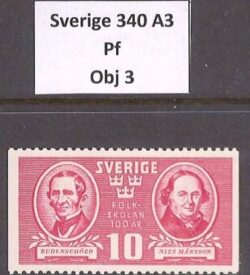 Sverige 340 A3
Pf
Obj 3
SVERIGE
FOLK-
SKOLAN
100 ÅR
RUDENSCHÖLD
NILS MÅNSSON
10